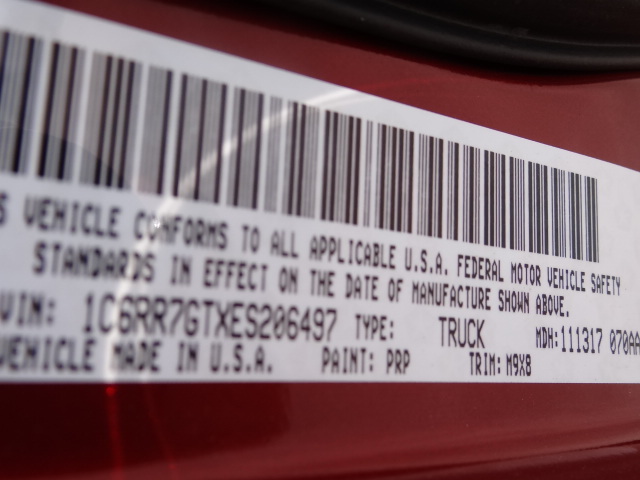 S VEHICLE CONFORMS TO ALL APPLICABLE U.S.A. FEDERAL MOTOR VEHICLE SAFETY
STANDARDS IN EFFECT ON THE DATE OF MANUFACTURE SHOWN ABOVE.
VIN: 1C6RR7GTXES206497 TYPE: TRUCK MDH:111317 070AA
VEHICLE MADE IN U.S.A. PAINT: PRP TRIM: M9X8